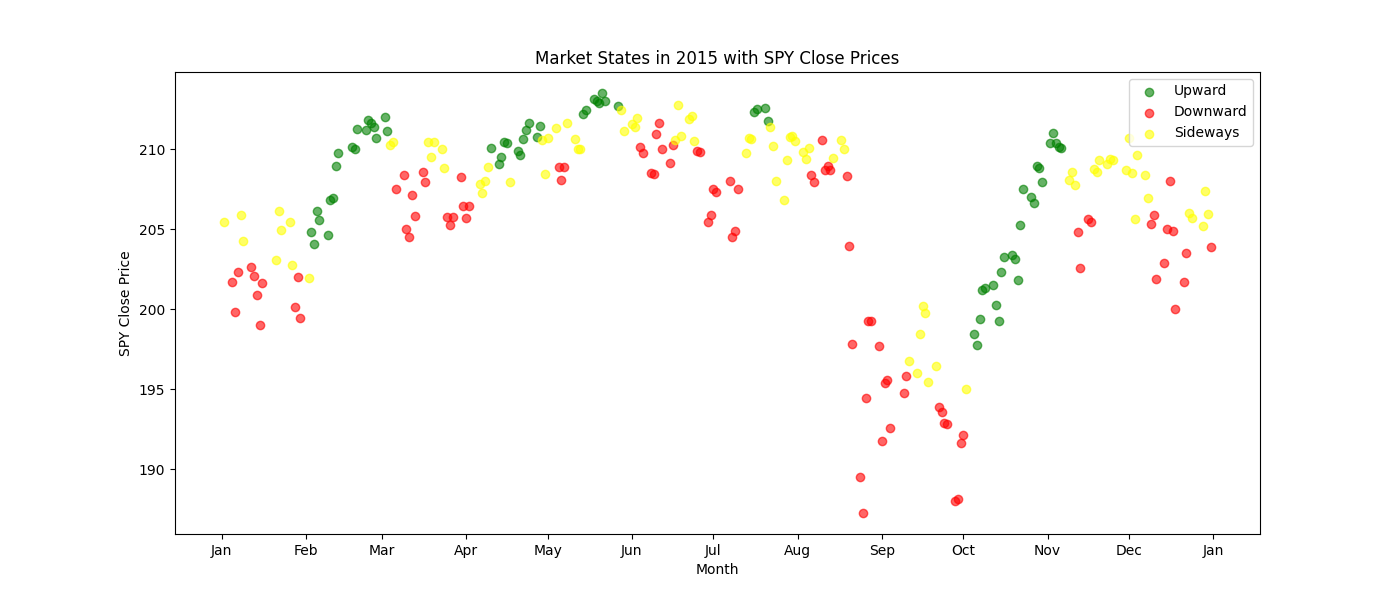 Market States in 2015 with SPY Close Prices
Upward
Downward
Sideways
SPY Close Price
210
205
200
195
190
Jan Feb Mar Apr May Jun Jul Aug Sep Oct Nov Dec Jan
Month